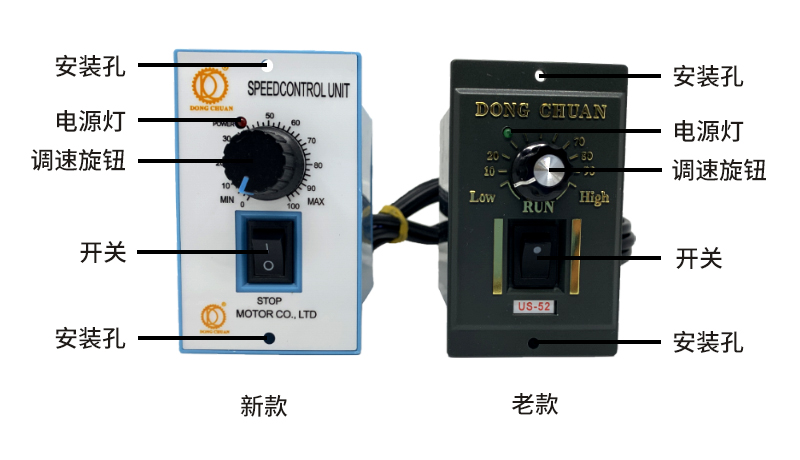 安装孔
电源灯
调速旋钮
开关
安装孔
DONG CHUAN
SPEEDCONTROL UNIT
POWER
50
60
70
80
90
100
30
10
0
MIN
MAX
STOP
MOTOR CO., LTD
DONG CHUAN
新款
DONG CHUAN
70
80
90
20
10
Low
High
RUN
US-52
安装孔
电源灯
调速旋钮
开关
安装孔
老款